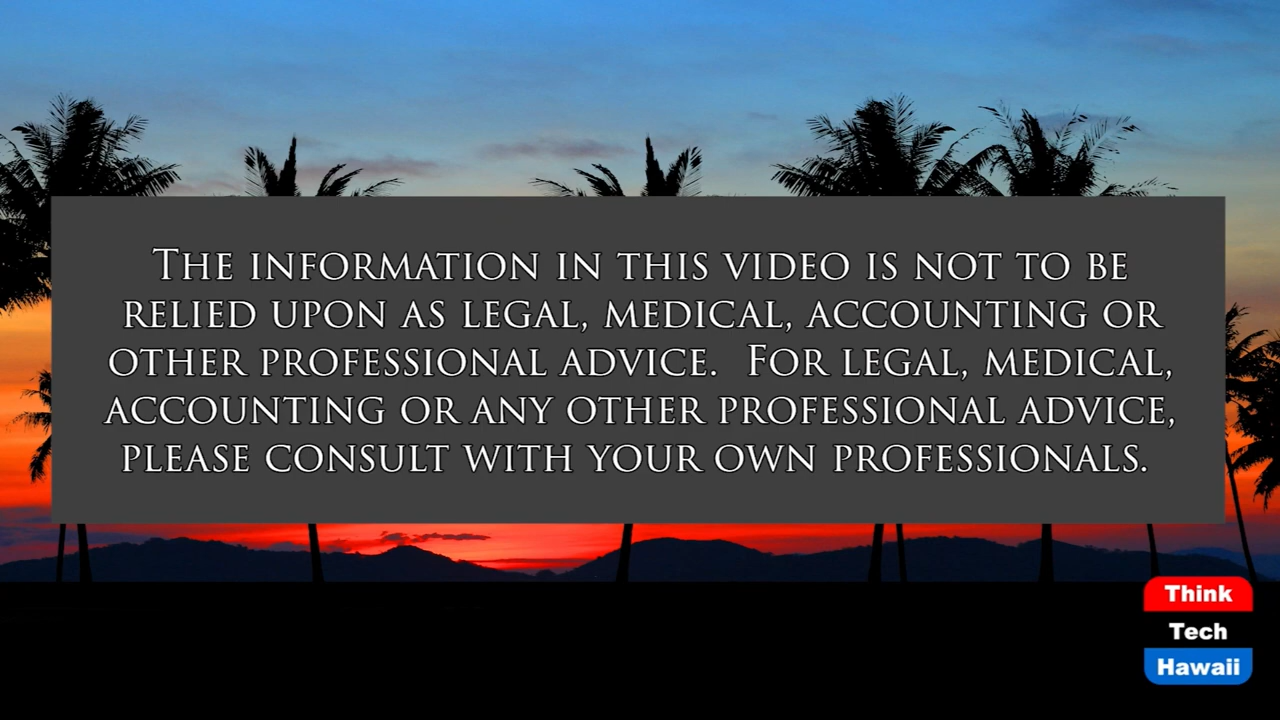 The information in this video is not to be
relied upon as legal, medical, accounting or
other professional advice.  For legal, medical,
accounting or any other professional advice,
please consult with your own professionals.
Think
Tech
Hawaii